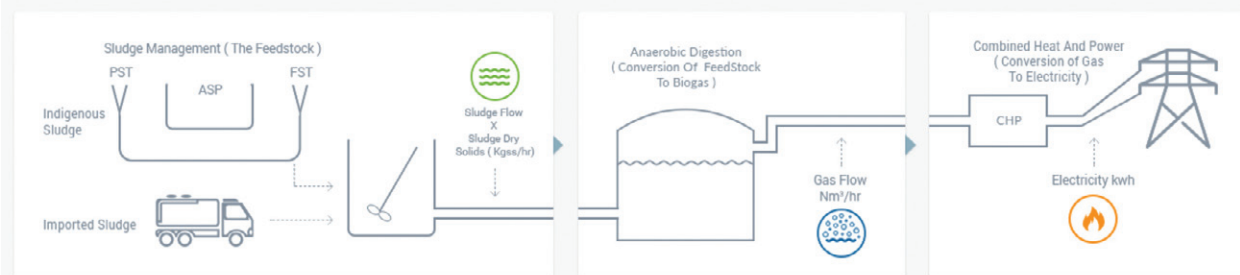 Sludge Management ( The Feedstock )
PST
FST
ASP
Indigenous
Sludge
Imported Sludge
Sludge Flow
X
Sludge Dry
Solids ( Kgss/hr)
Anaerobic Digestion
( Conversion Of FeedStock
To Biogas )
Gas Flow
Nm³/hr
Combined Heat And Power
( Conversion of Gas
To Electricity )
CHP
Electricity kwh